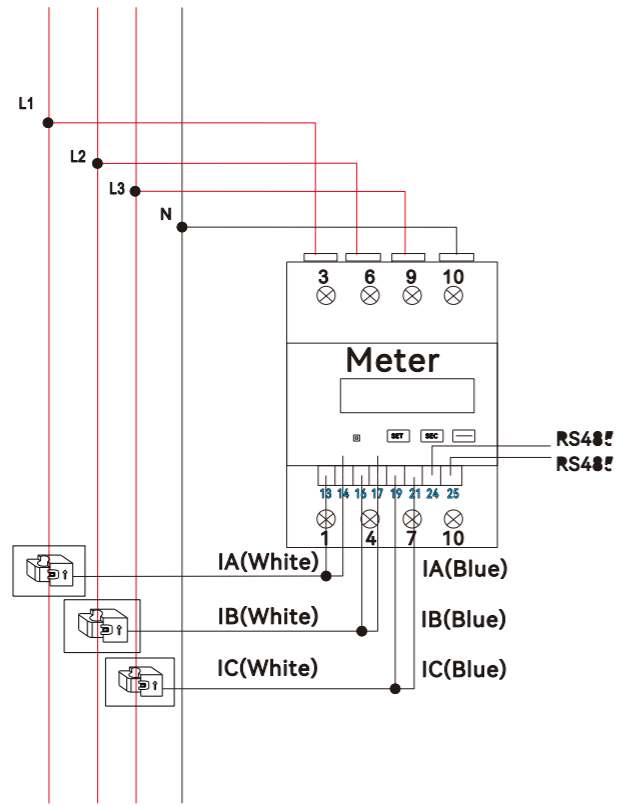 L1
L2
L3
N
3 6 9 10
Meter
SET SEC
RS485
RS485
13 14 16 17 19 21 24 25
1 4 7 10
IA(White) IA(Blue)
IB(White) IB(Blue)
IC(White) IC(Blue)